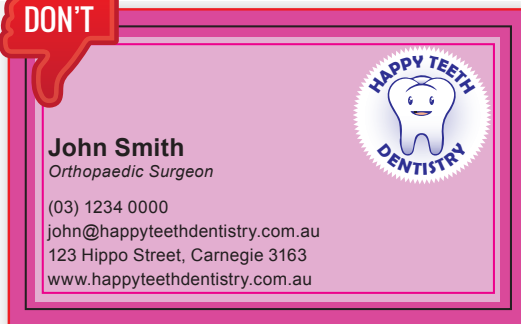 DON'T
HAPPY TEETH
DENTISTRY
John Smith
Orthopaedic Surgeon
(03) 1234 0000
john@happyteethdentistry.com.au
123 Hippo Street, Carnegie 3163
www.happyteethdentistry.com.au